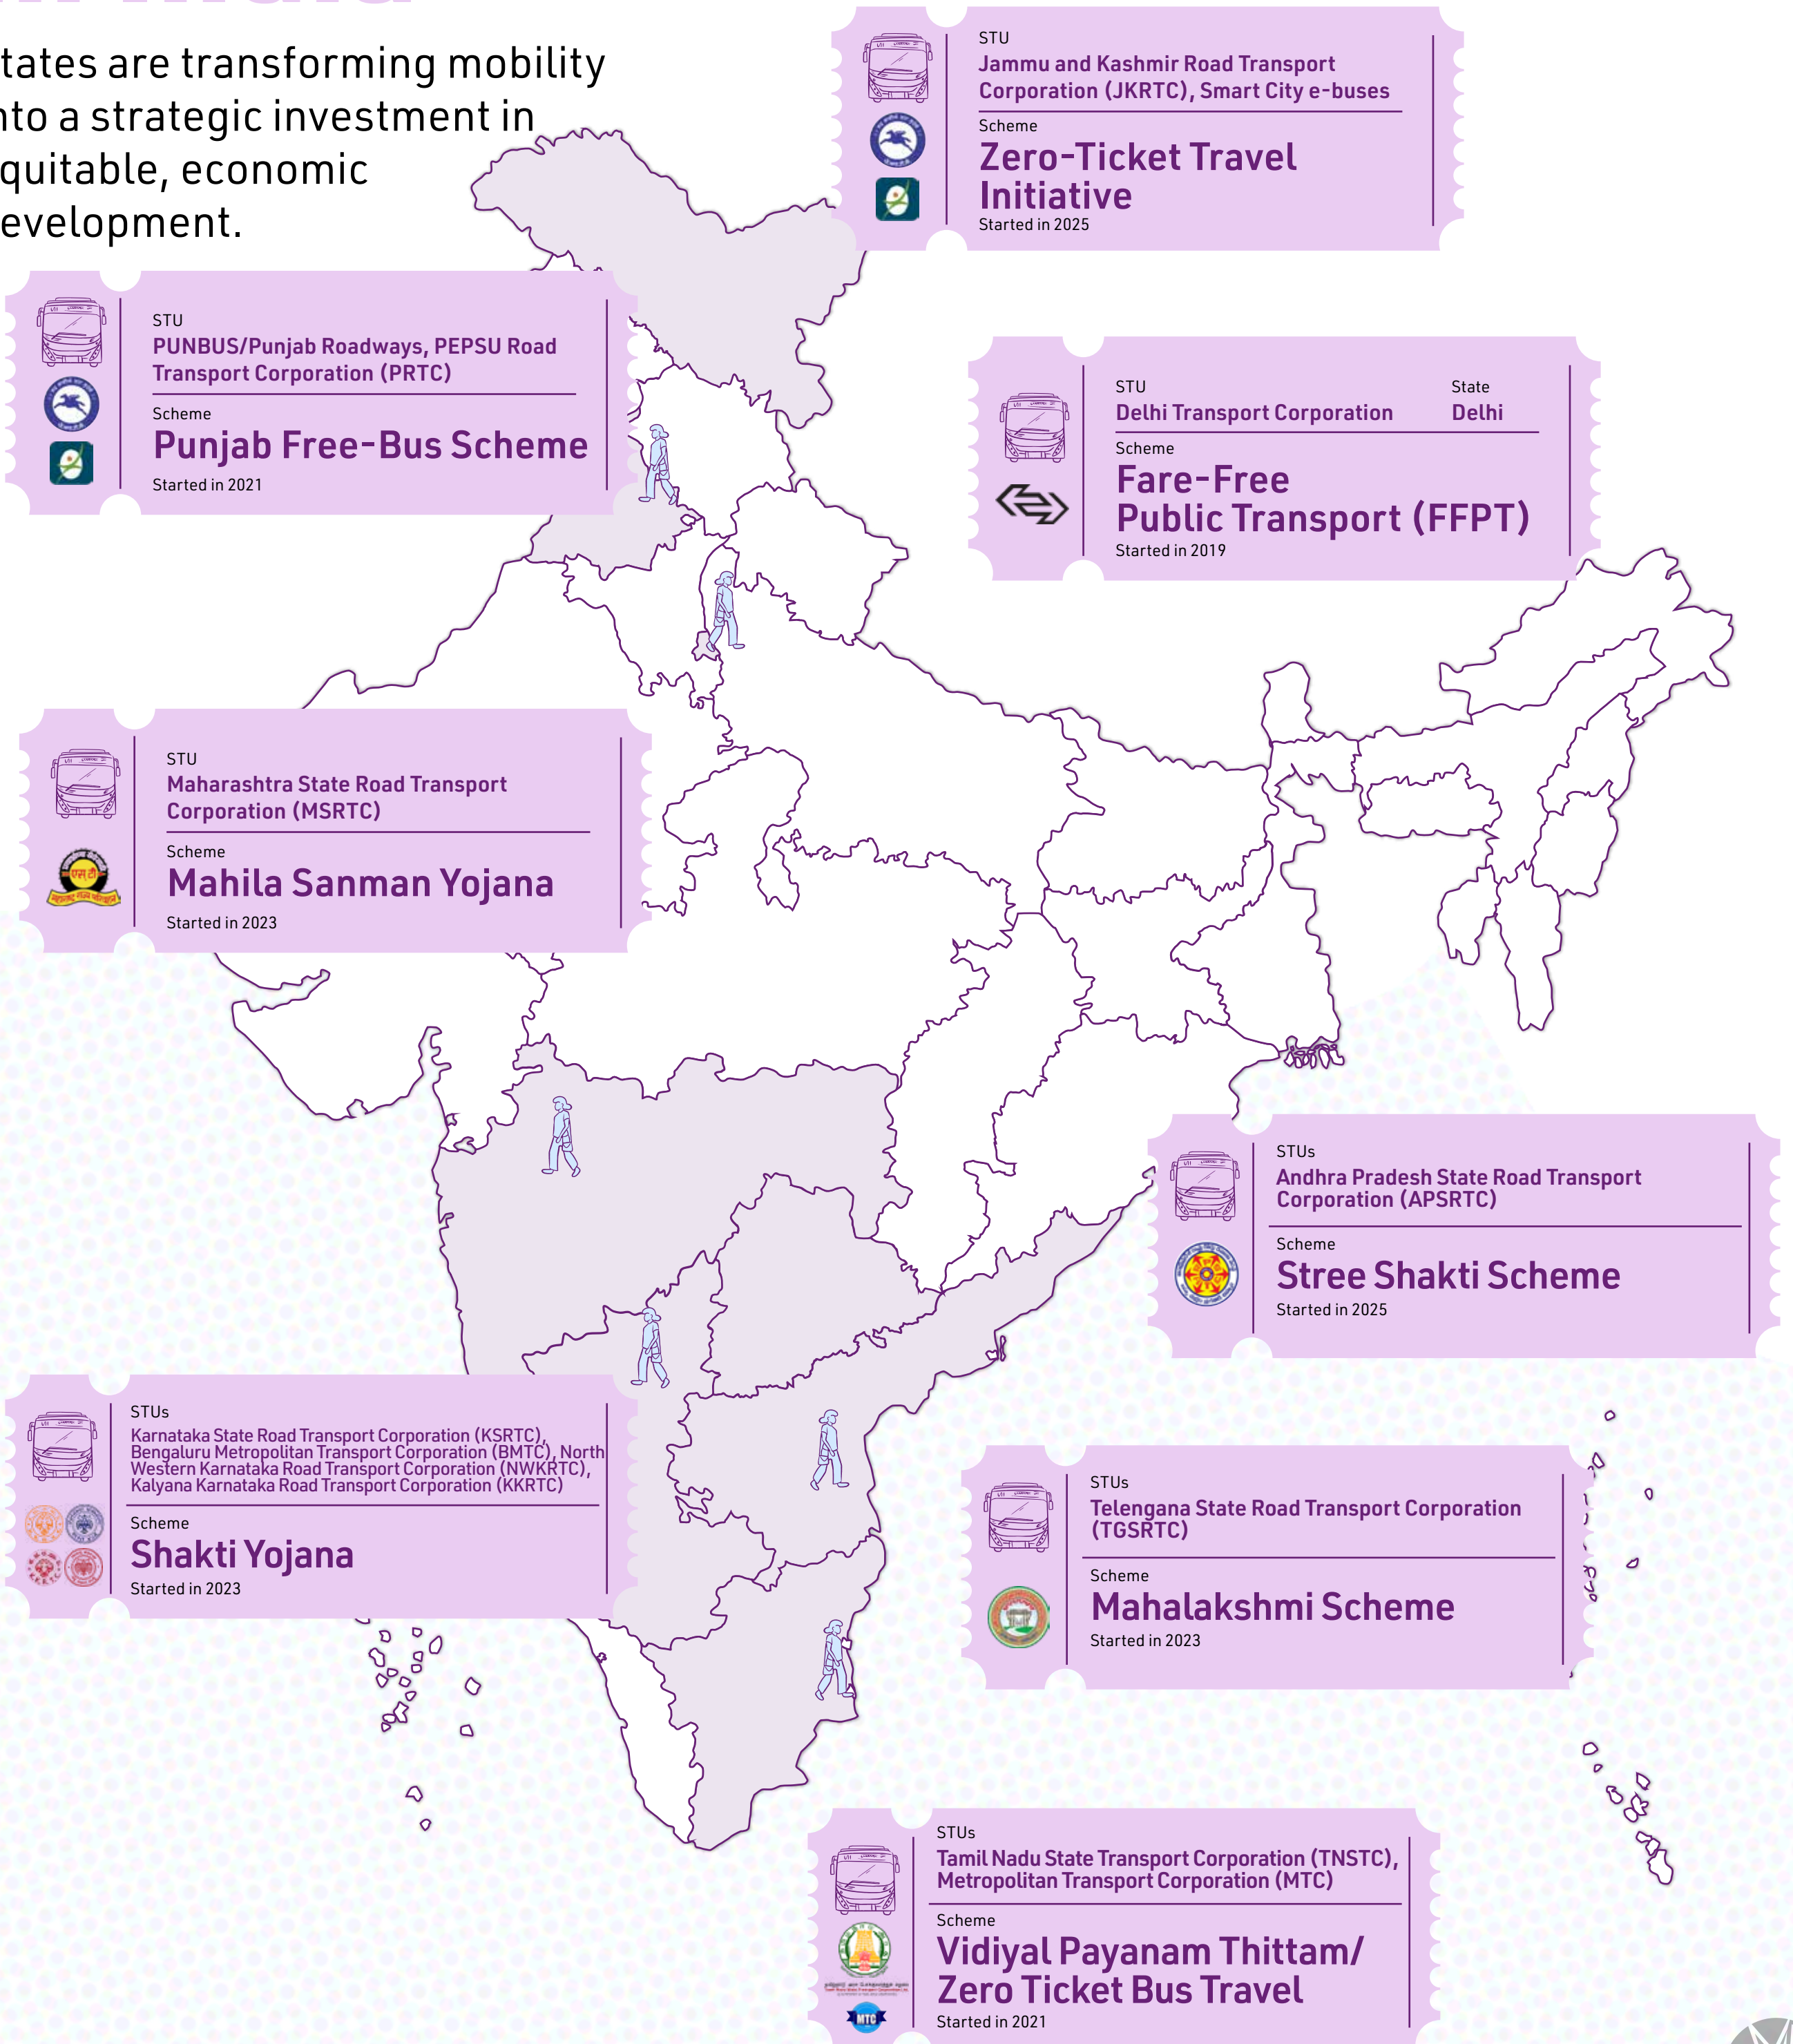 tates are transforming mobility
nto a strategic investment in
quitable, economic
evelopment.
STU
Jammu and Kashmir Road Transport
Corporation (JKRTC), Smart City e-buses
Scheme
Zero-Ticket Travel
Initiative
Started in 2025
STU
PUNBUS/Punjab Roadways, PEPSU Road
Transport Corporation (PRTC)
Scheme
Punjab Free-Bus Scheme
Started in 2021
STU
Delhi Transport Corporation
State
Delhi
Scheme
Fare-Free
Public Transport (FFPT)
Started in 2019
STU
Maharashtra State Road Transport
Corporation (MSRTC)
Scheme
Mahila Sanman Yojana
Started in 2023
STUs
Andhra Pradesh State Road Transport
Corporation (APSRTC)
Scheme
Stree Shakti Scheme
Started in 2025
STUs
Karnataka State Road Transport Corporation (KSRTC),
Bengaluru Metropolitan Transport Corporation (BMTC), North
Western Karnataka Road Transport Corporation (NWKRTC),
Kalyana Karnataka Road Transport Corporation (KKRTC)
Scheme
Shakti Yojana
Started in 2023
STUs
Telengana State Road Transport Corporation
(TGSRTC)
Scheme
Mahalakshmi Scheme
Started in 2023
STUs
Tamil Nadu State Transport Corporation (TNSTC),
Metropolitan Transport Corporation (MTC)
Scheme
Vidiyal Payanam Thittam/
Zero Ticket Bus Travel
Started in 2021
MTC